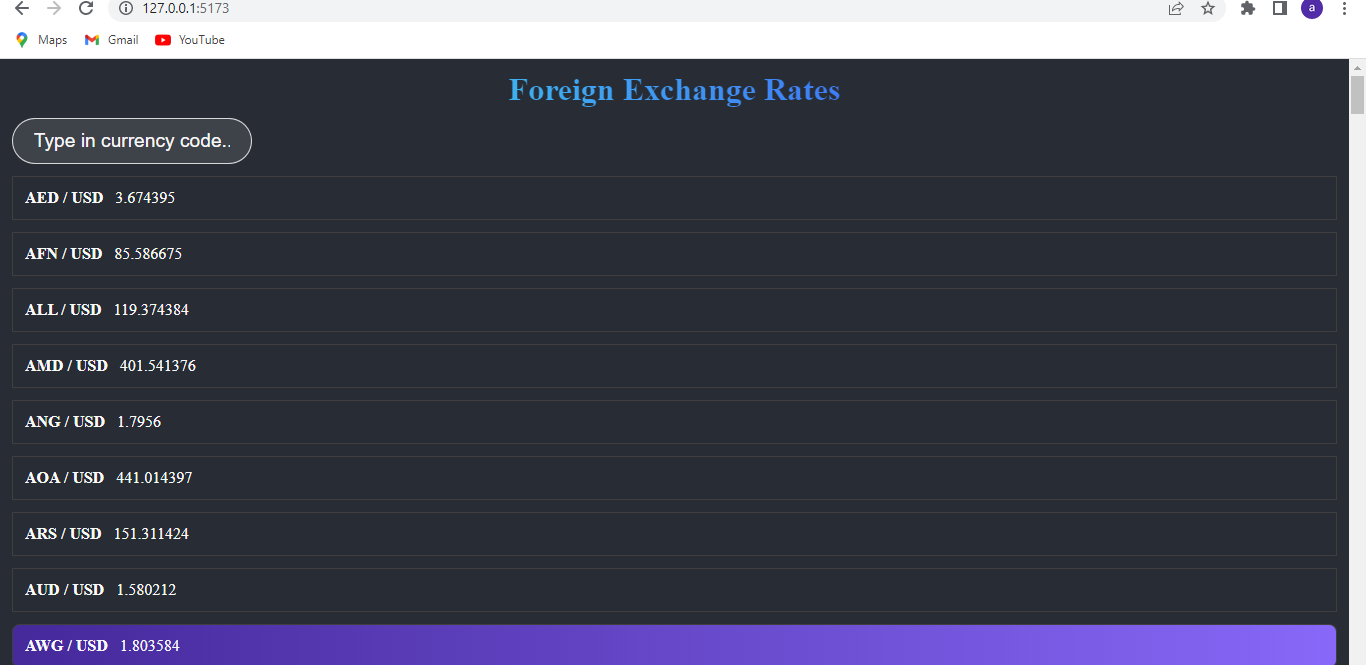 127.0.0.1:5173
a
Maps Gmail YouTube
Foreign Exchange Rates
Type in currency code..
AED / USD 3.674395
AFN / USD 85.586675
ALL / USD 119.374384
AMD / USD 401.541376
ANG / USD 1.7956
AOA / USD 441.014397
ARS / USD 151.311424
AUD / USD 1.580212
AWG / USD 1.803584